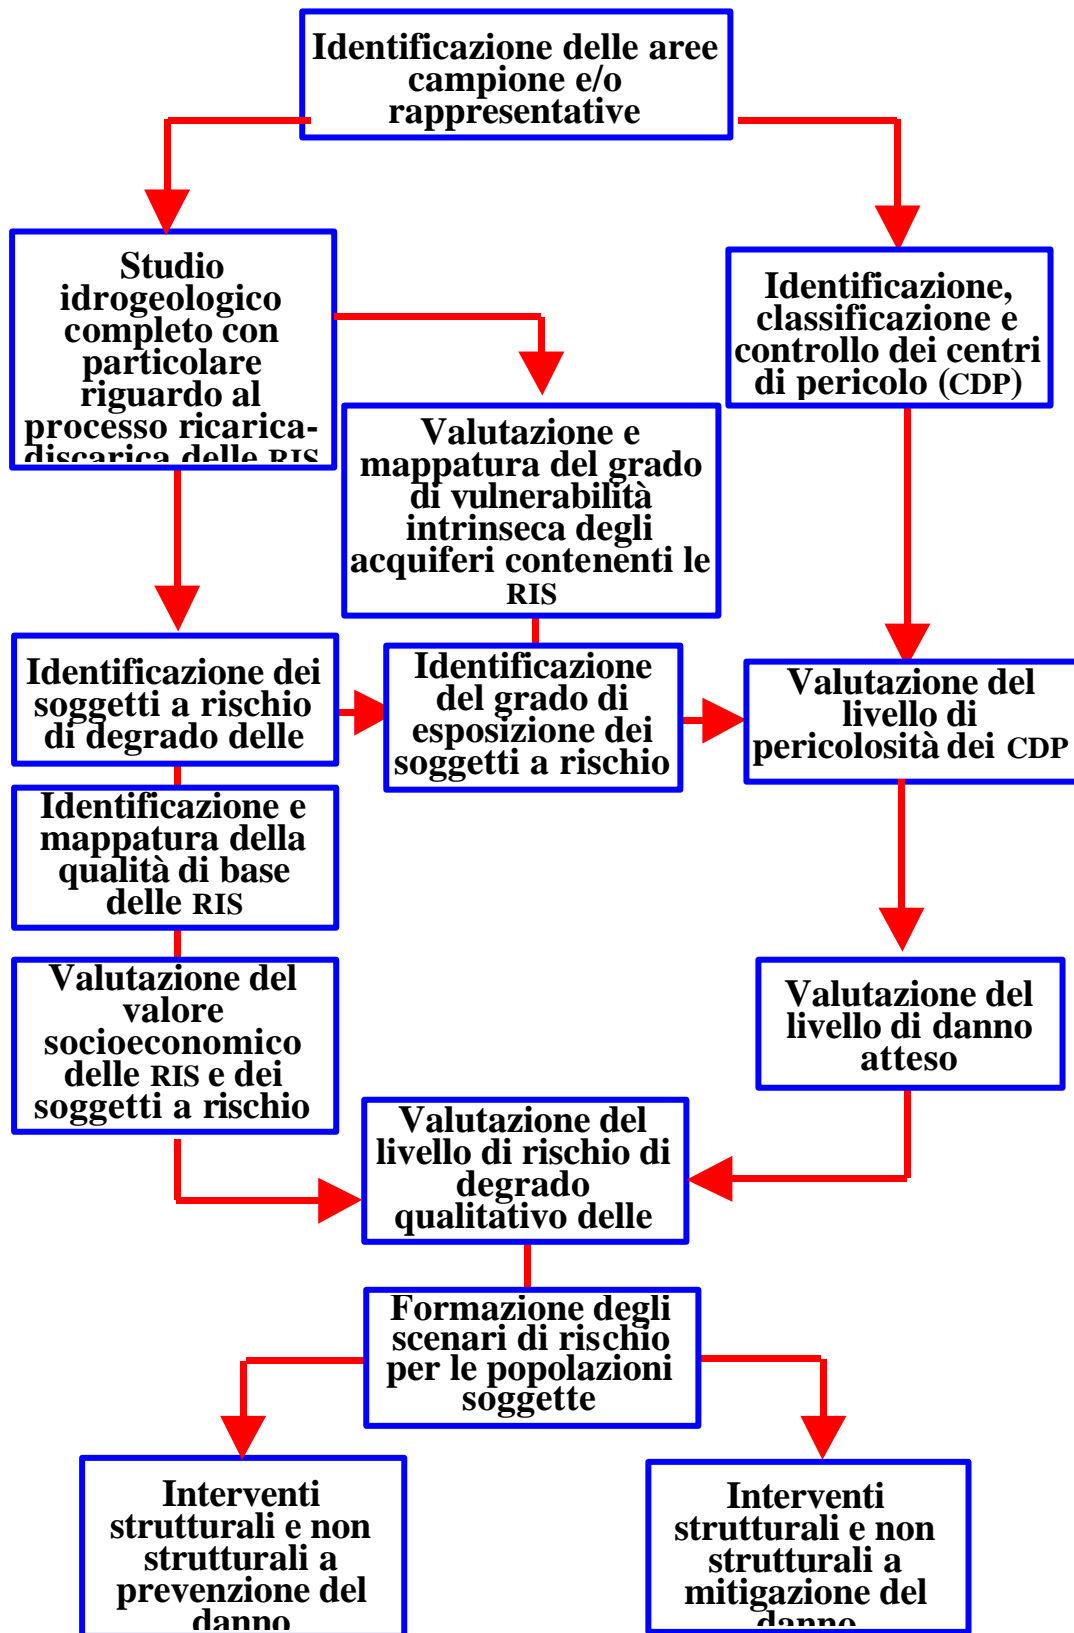 Identificazione delle aree
campione e/o
rappresentative
Studio
idrogeologico
completo con
particolare
riguardo al
processo ricarica-
discarica delle RIS
Identificazione,
classificazione e
controllo dei centri
di pericolo (CDP)
Valutazione e
mappatura del grado
di vulnerabilità
intrinseca degli
acquiferi contenenti le
RIS
Identificazione dei
soggetti a rischio
di degrado delle
Identificazione
del grado di
esposizione dei
soggetti a rischio
Valutazione del
livello di
pericolosità dei CDP
Identificazione e
mappatura della
qualità di base
delle RIS
Valutazione del
valore
socioeconomico
delle RIS e dei
soggetti a rischio
Valutazione del
livello di danno
atteso
Valutazione del
livello di rischio di
degrado
qualitativo delle
Formazione degli
scenari di rischio
per le popolazioni
soggette
Interventi
strutturali e non
strutturali a
prevenzione del
danno
Interventi
strutturali e non
strutturali a
mitigazione del
danno